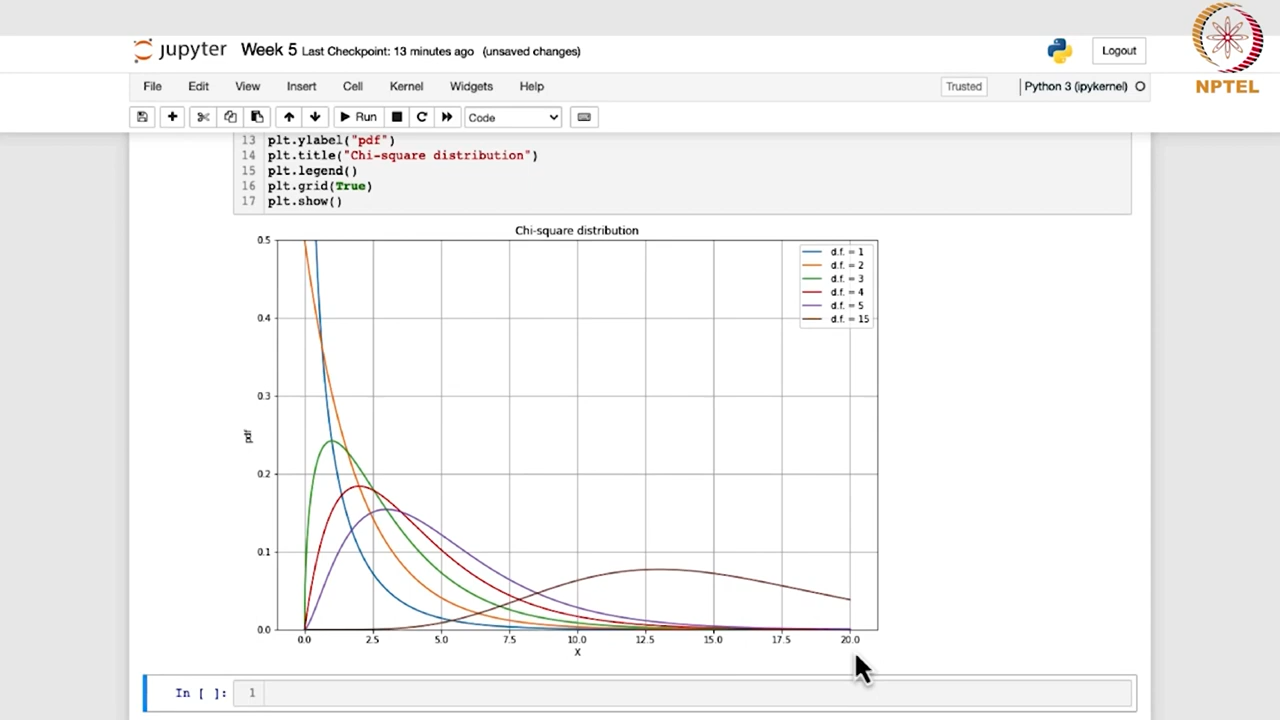 jupyter Week 5 Last Checkpoint: 13 minutes ago (unsaved changes)
Logout
NPTEL
File Edit View Insert Cell Kernel Widgets Help
Trusted
Python 3 (ipykernel)
Run
Code
13 plt.ylabel("pdf")
14 plt.title("Chi-square distribution")
15 plt.legend()
16 plt.grid(True)
17 plt.show()
Chi-square distribution
d.f. = 1
d.f. = 2
d.f. = 3
d.f. = 4
d.f. = 5
d.f. = 15
0.5
0.4
0.3
0.2
0.1
0.0
pdf
0.0 2.5 5.0 7.5 10.0 12.5 15.0 17.5 20.0
X
In [ ]: 1